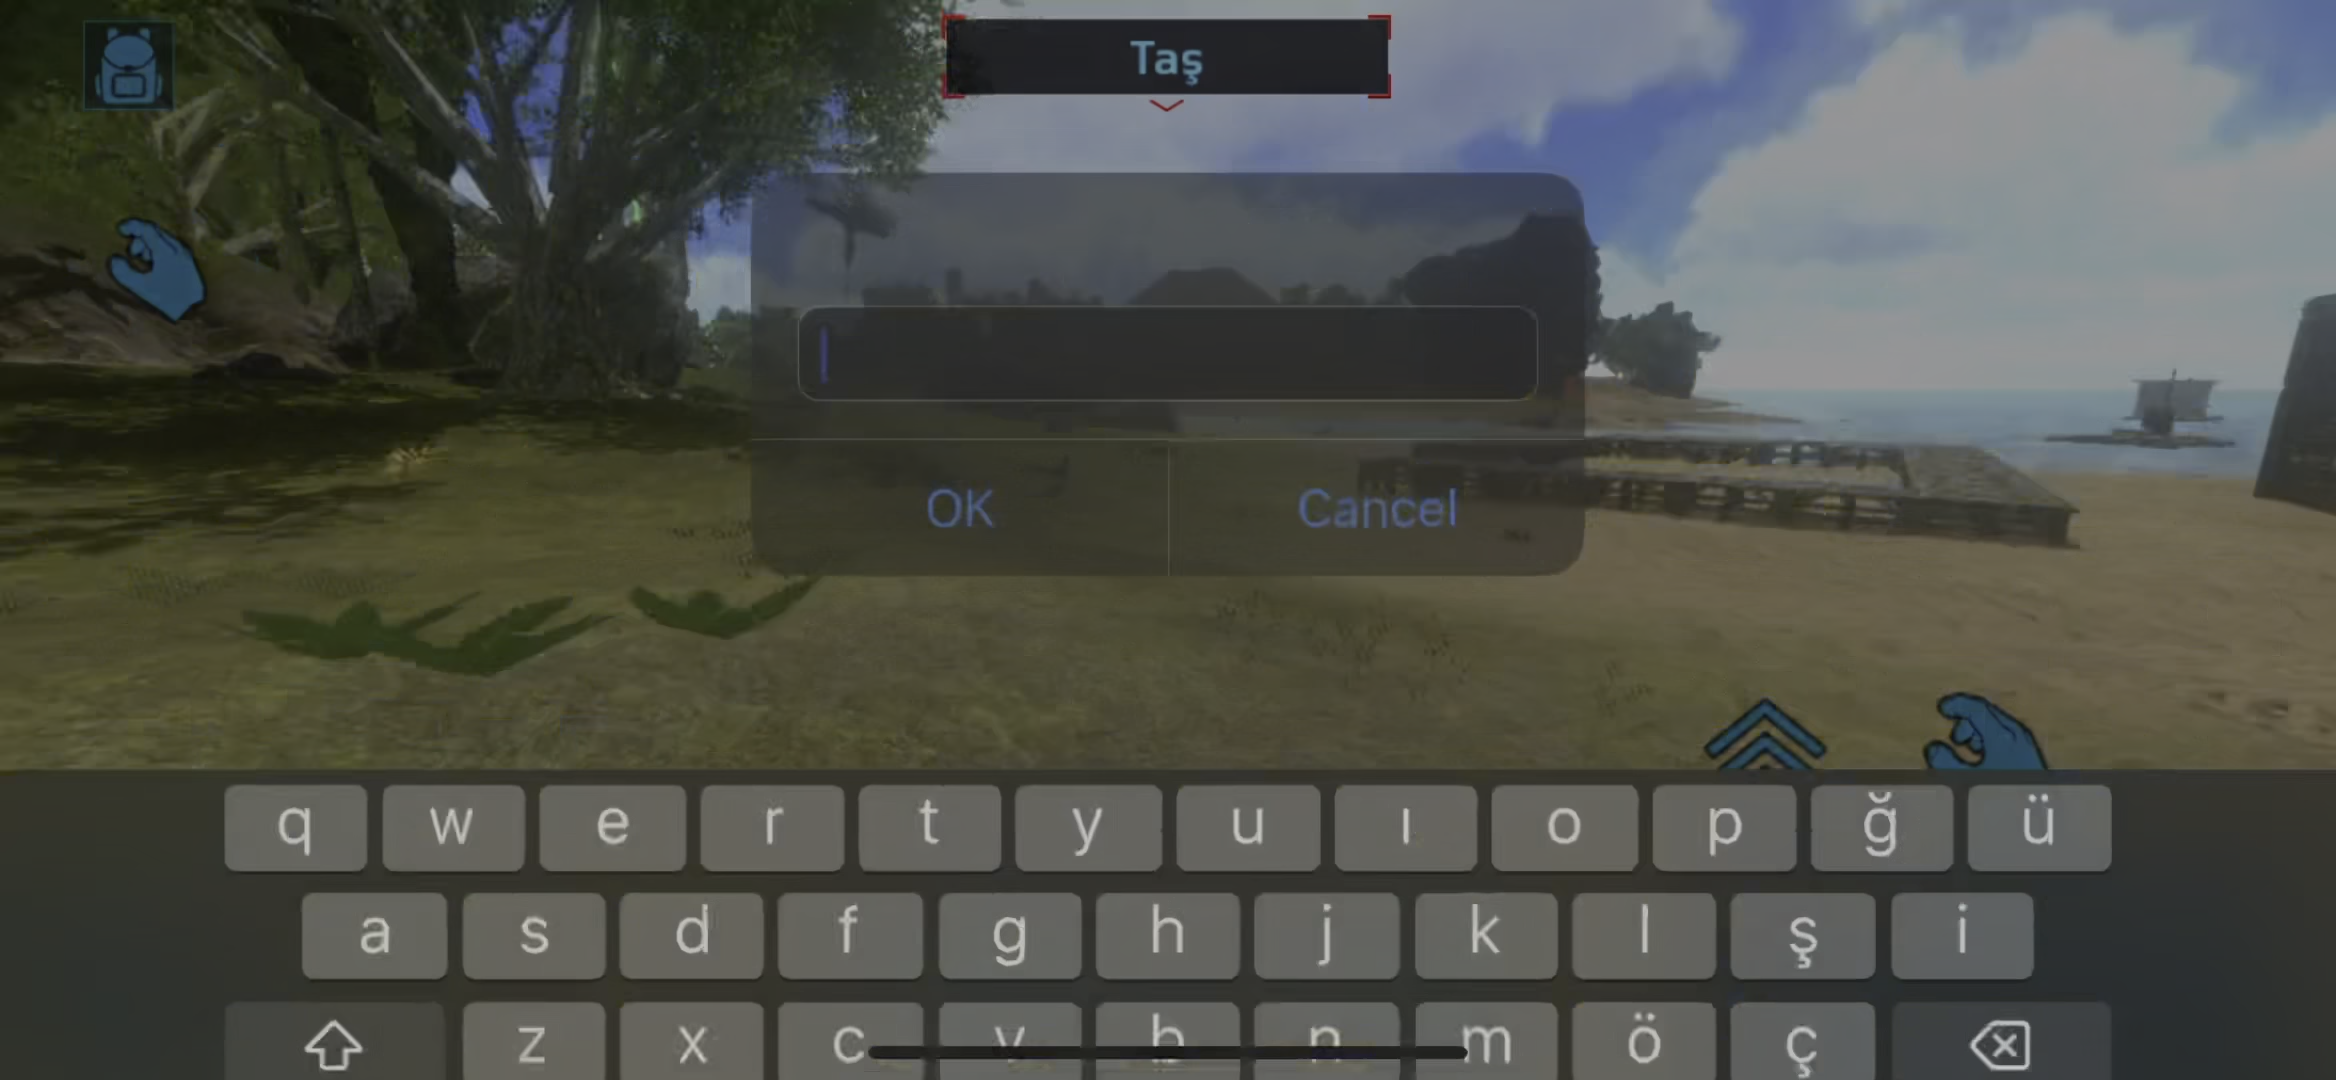 Taş
OK Cancel
q w e r t y u ı o p ğ ü
a s d f g h j k l ş i
z x c v b n m ö ç